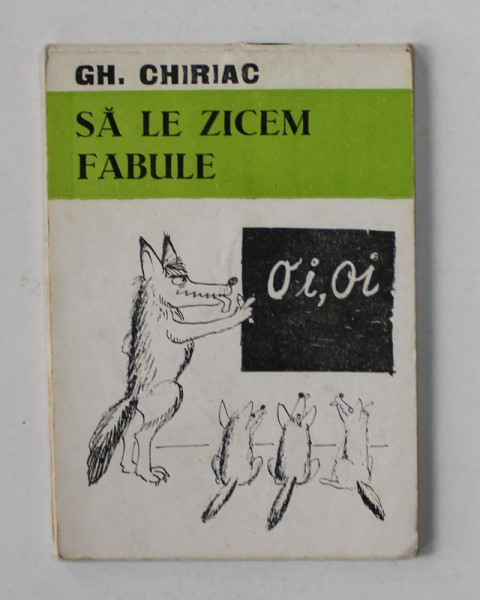 GH. CHIRIAC
SĂ LE ZICEM
FABULE
Oi, Oi